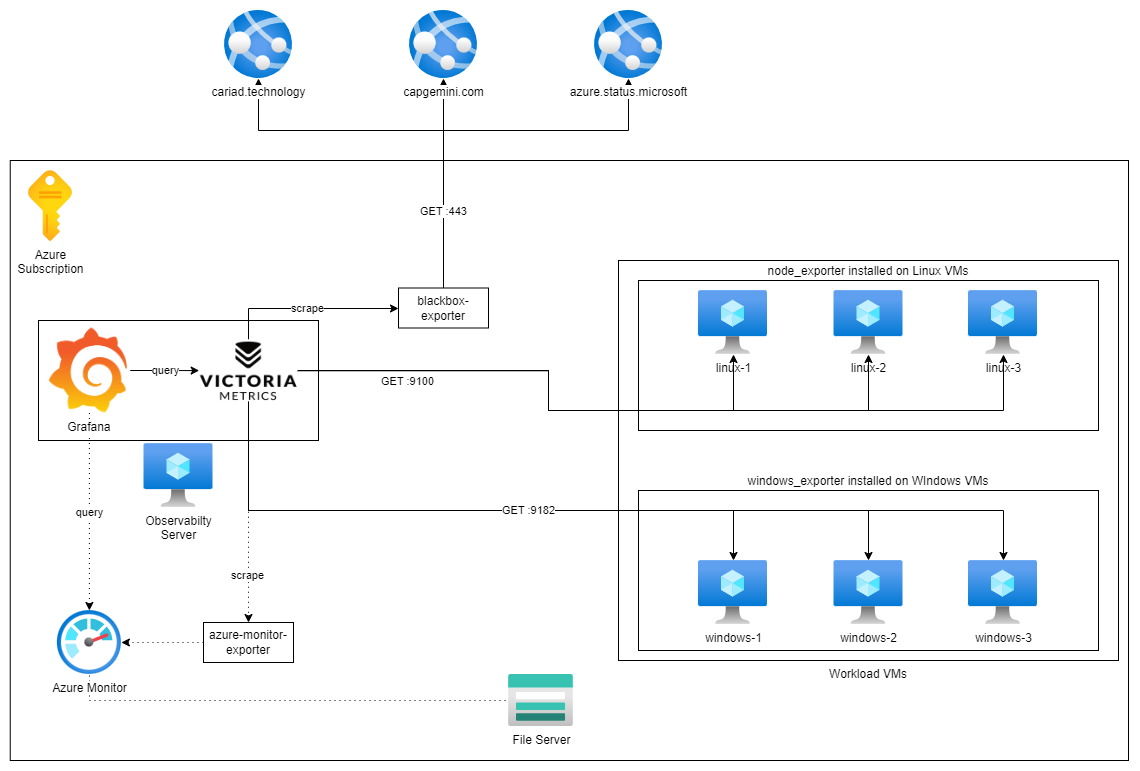 cariad.technology
capgemini.com
azure.status.microsoft
Azure
Subscription
GET :443
node_exporter installed on Linux VMs
blackbox-
exporter
scrape
linux-1
linux-2
linux-3
query
VICTORIA
METRICS
GET :9100
Grafana
windows_exporter installed on WIndows VMs
query
Observabilty
Server
GET :9182
scrape
azure-monitor-
exporter
windows-1
windows-2
windows-3
Workload VMs
Azure Monitor
File Server